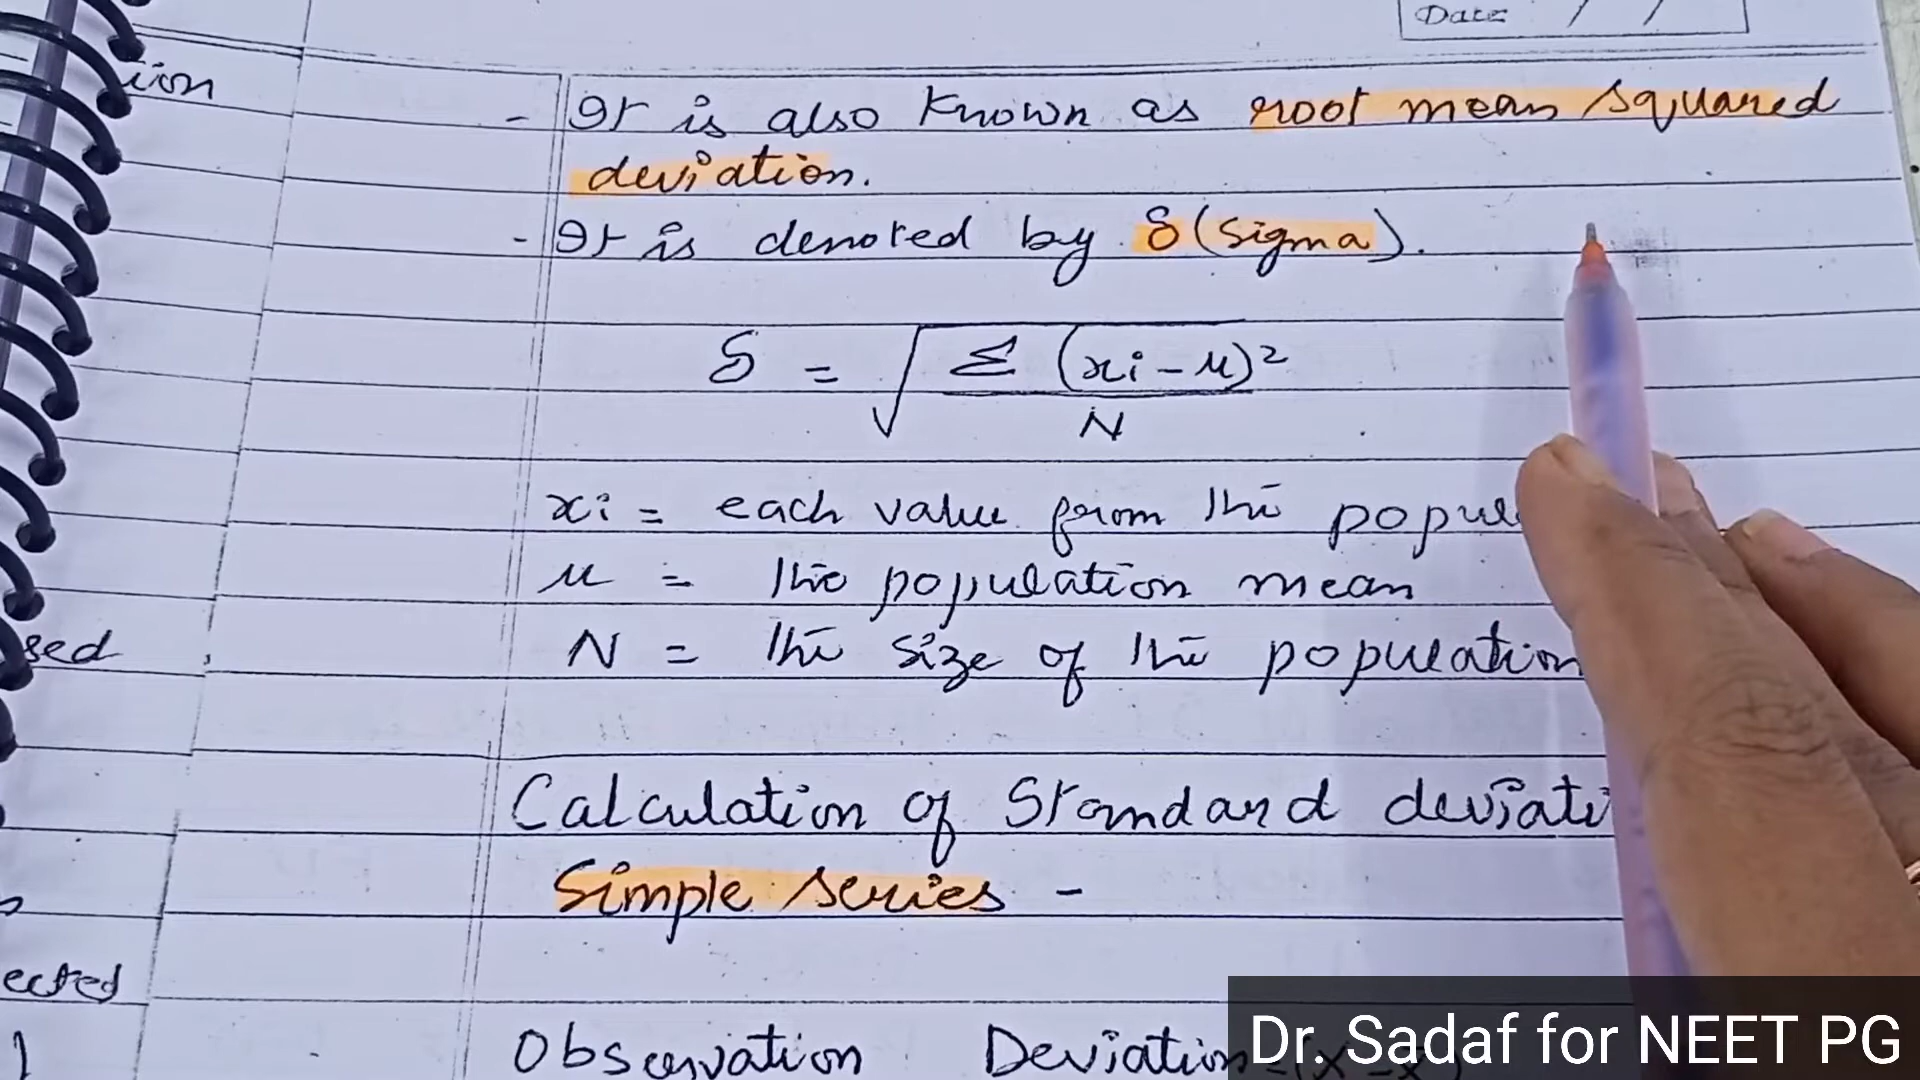 Date / /
ion
- It is also known as root mean squared
deviation.
- It is denoted by δ (sigma).
δ = √ Σ (xi - μ)² / N
xi = each value from the popul
μ = the population mean
N = the size of the population
sed
Calculation of Standard deviati
Simple series -
ected
Observation Deviation = (x - x̄)
Dr. Sadaf for NEET PG